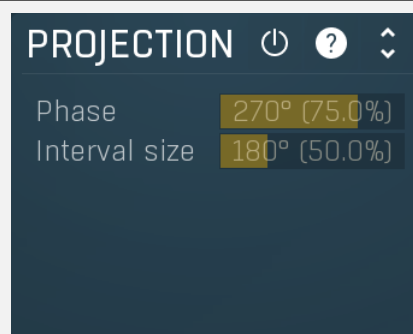 PROJECTION ?
Phase 270° (75.0%)
Interval size 180° (50.0%)